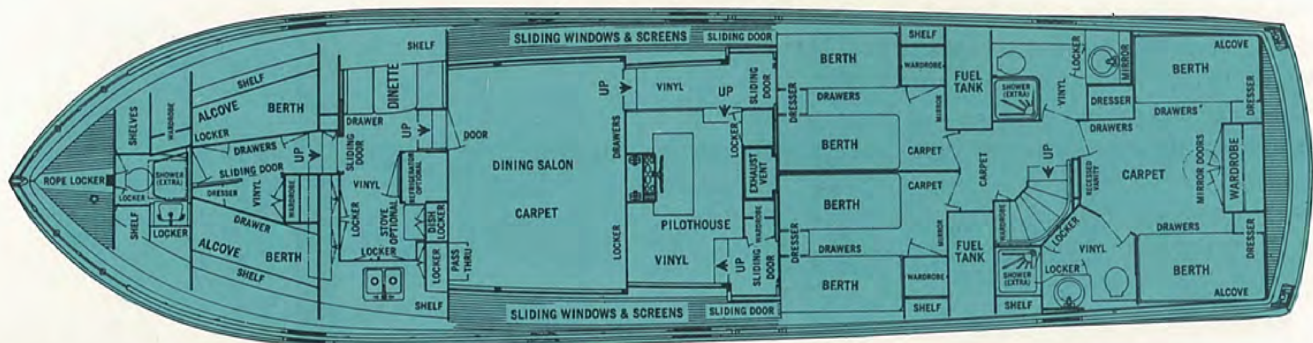 ROPE LOCKER
SHELVES
WARDROBE
LOCKER
SHOWER
(EXTRA)
SHELF
LOCKER
SHELF
ALCOVE
BERTH
LOCKER
DRAWERS
SLIDING DOOR
UP
DRESSER
VINYL
WARDROBE
DRAWER
ALCOVE
BERTH
SHELF
SHELF
DINETTE
DRAWER
UP
DOOR
SLIDING
DOOR
VINYL
REFRIGERATOR
OPTIONAL
LOCKER
STOVE
OPTIONAL
DISH
LOCKER
LOCKER
LOCKER
PASS
THRU
SHELF
SLIDING WINDOWS & SCREENS
SLIDING DOOR
DINING SALON
CARPET
UP
VINYL
UP
SLIDING
DOOR
DRAWERS
LOCKER
EXHAUST
VENT
PILOTHOUSE
WARDROBE
LOCKER
VINYL
UP
SLIDING
DOOR
SLIDING WINDOWS & SCREENS
SLIDING DOOR
DRESSER
BERTH
SHELF
WARDROBE
DRAWERS
MIRROR
BERTH
CARPET
CARPET
BERTH
DRESSER
DRAWERS
MIRROR
BERTH
WARDROBE
SHELF
FUEL
TANK
SHOWER
(EXTRA)
LOCKER
VINYL
MIRROR
DRESSER
CARPET
UP
RECESSED
VANITY
WARDROBE
LOCKER
VINYL
FUEL
TANK
SHOWER
(EXTRA)
LOCKER
SHELF
ALCOVE
BERTH
DRAWERS
DRESSER
DRAWERS
CARPET
MIRROR DOORS
WARDROBE
DRAWERS
DRESSER
BERTH
ALCOVE